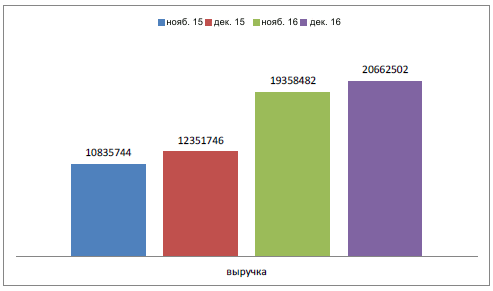 нояб. 15 дек. 15 нояб. 16 дек. 16
20662502
19358482
12351746
10835744
выручка